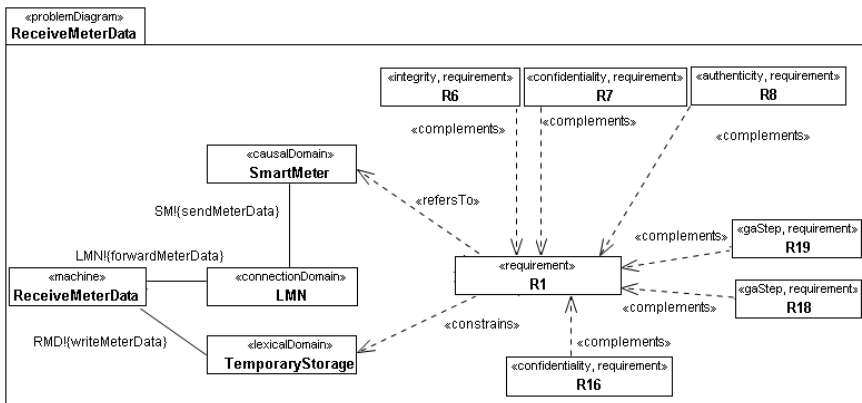 «problemDiagram»
ReceiveMeterData
«integrity, requirement»
R6
«confidentiality, requirement»
R7
«authenticity, requirement»
R8
«complements»
«complements»
«complements»
«causalDomain»
SmartMeter
«refersTo»
SM!{sendMeterData}
LMN!{forwardMeterData}
«machine»
ReceiveMeterData
«connectionDomain»
LMN
«requirement»
R1
«complements»
«gaStep, requirement»
R19
«gaStep, requirement»
R18
«complements»
RMD!{writeMeterData}
«constrains»
«lexicalDomain»
TemporaryStorage
«complements»
«confidentiality, requirement»
R16